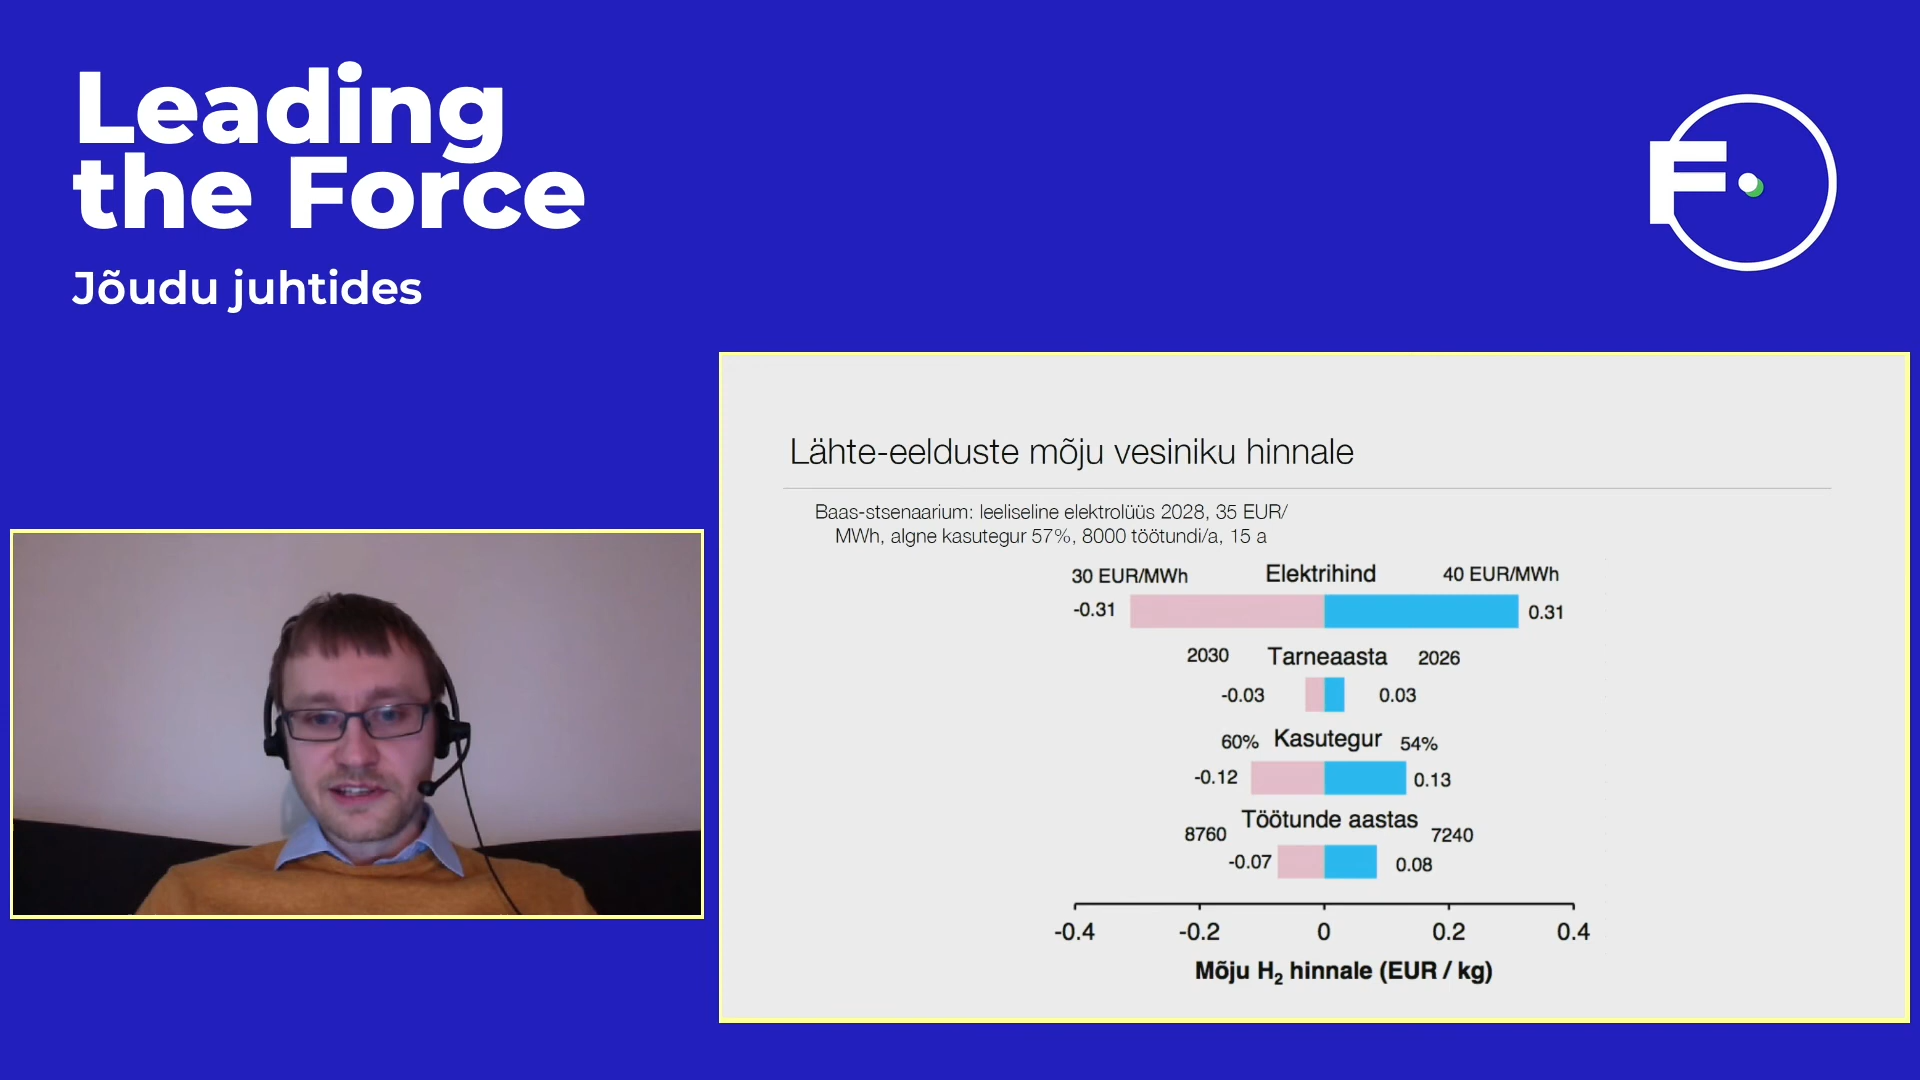 Leading
the Force
Jõudu juhtides
F
Lähte-eelduste mõju vesiniku hinnale
Baas-stsenaarium: leeliseline elektrolüüs 2028, 35 EUR/
MWh, algne kasutegur 57%, 8000 töötundi/a, 15 a
30 EUR/MWh Elektrihind 40 EUR/MWh
-0.31 0.31
2030 Tarneaasta 2026
-0.03 0.03
60% Kasutegur 54%
-0.12 0.13
8760 Töötunde aastas 7240
-0.07 0.08
-0.4 -0.2 0 0.2 0.4
Mõju H₂ hinnale (EUR / kg)